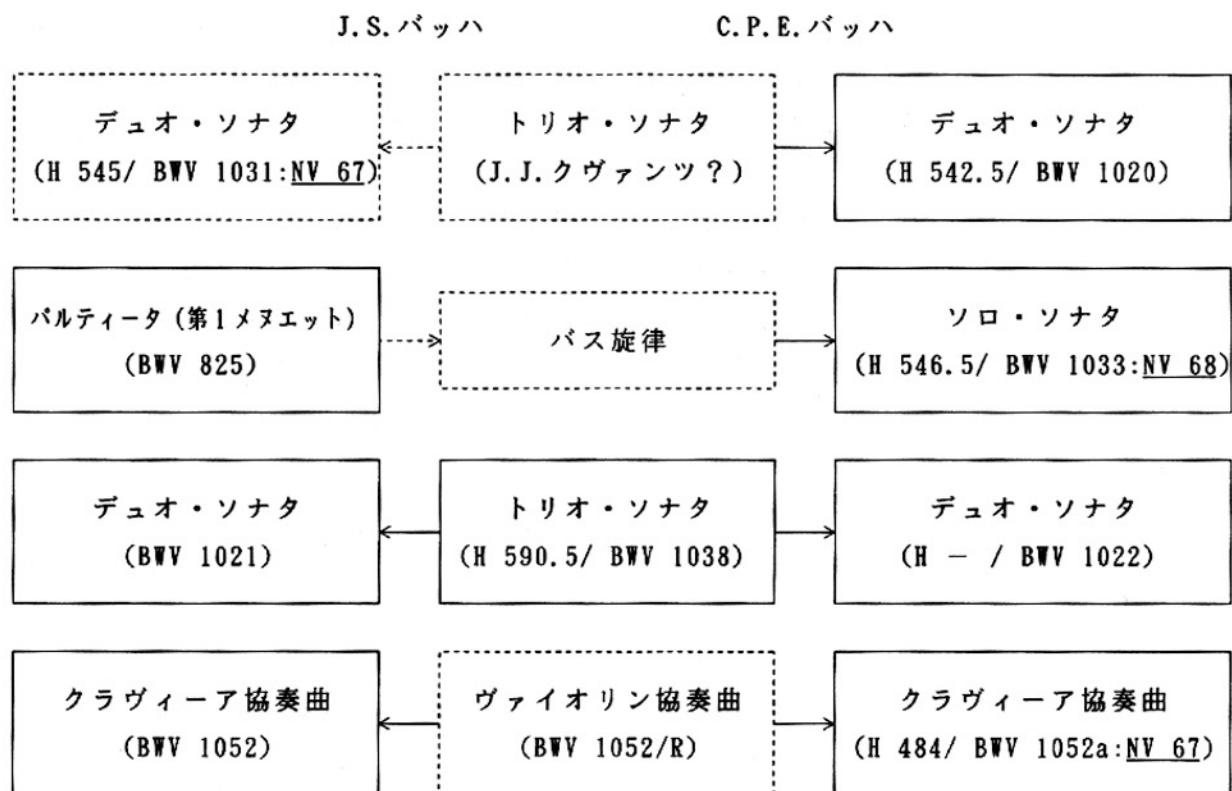 J.S.バッハ　C.P.E.バッハ
デュオ・ソナタ　トリオ・ソナタ　デュオ・ソナタ
(H 545/ BWV 1031:NV 67)　(J.J.クヴァンツ？)　(H 542.5/ BWV 1020)
パルティータ（第1メヌエット）　バス旋律　ソロ・ソナタ
(BWV 825)　(H 546.5/ BWV 1033:NV 68)
デュオ・ソナタ　トリオ・ソナタ　デュオ・ソナタ
(BWV 1021)　(H 590.5/ BWV 1038)　(H － / BWV 1022)
クラヴィーア協奏曲　ヴァイオリン協奏曲　クラヴィーア協奏曲
(BWV 1052)　(BWV 1052/R)　(H 484/ BWV 1052a:NV 67)